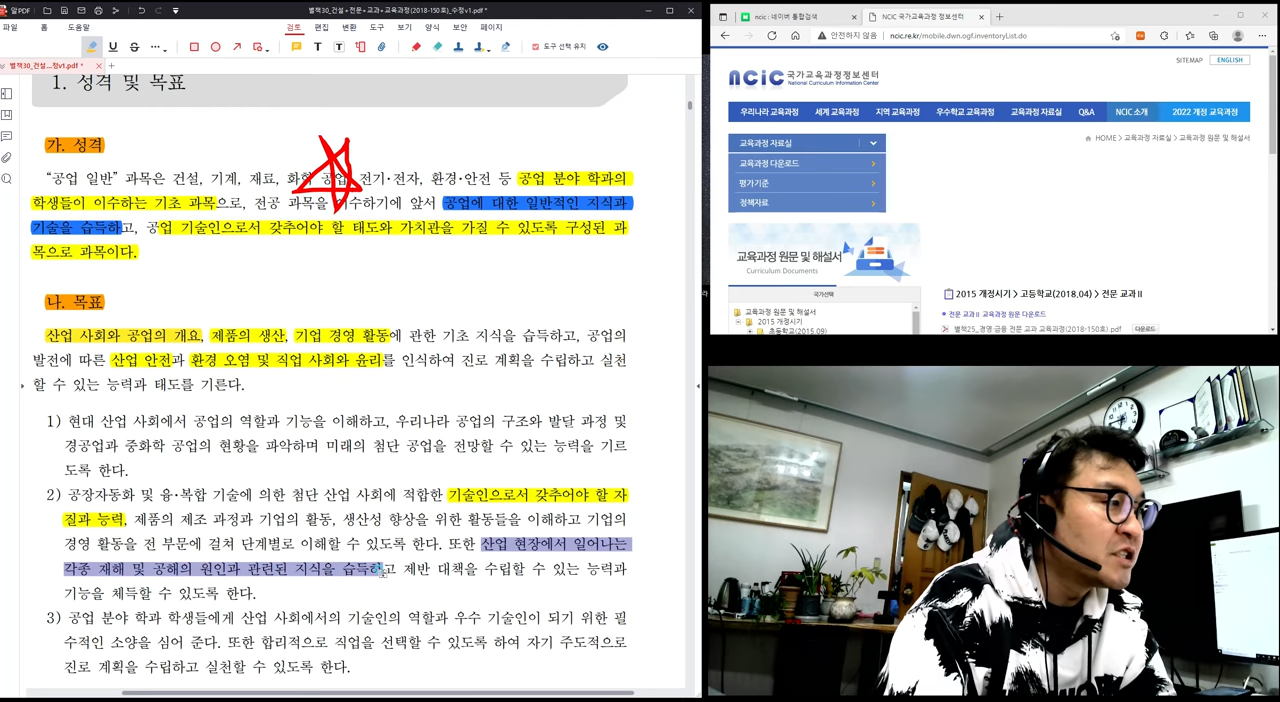 알PDF
별책30_건설+전문+교과+교육과정(2018-150호)_수정v1.pdf *
파일 홈 도움말 검토 편집 변환 도구 보기 보호 양식 보안 페이지
도구 선택 유지
별책30_건설...정v1.pdf *
1. 성격 및 목표
가. 성격
“공업 일반” 과목은 건설, 기계, 재료, 화학 공업, 전기·전자, 환경·안전 등 공업 분야 학과의
학생들이 이수하는 기초 과목으로, 전공 과목을 이수하기에 앞서 공업에 대한 일반적인 지식과
기술을 습득하고, 공업 기술인으로서 갖추어야 할 태도와 가치관을 가질 수 있도록 구성된 과
목으로 과목이다.
나. 목표
산업 사회와 공업의 개요, 제품의 생산, 기업 경영 활동에 관한 기초 지식을 습득하고, 공업의
발전에 따른 산업 안전과 환경 오염 및 직업 사회와 윤리를 인식하여 진로 계획을 수립하고 실천
할 수 있는 능력과 태도를 기른다.
1) 현대 산업 사회에서 공업의 역할과 기능을 이해하고, 우리나라 공업의 구조와 발달 과정 및
경공업과 중화학 공업의 현황을 파악하며 미래의 첨단 공업을 전망할 수 있는 능력을 기르
도록 한다.
2) 공장자동화 및 융·복합 기술에 의한 첨단 산업 사회에 적합한 기술인으로서 갖추어야 할 자
질과 능력, 제품의 제조 과정과 기업의 활동, 생산성 향상을 위한 활동들을 이해하고 기업의
경영 활동을 전 부문에 걸쳐 단계별로 이해할 수 있도록 한다. 또한 산업 현장에서 일어나는
각종 재해 및 공해의 원인과 관련된 지식을 습득하고 제반 대책을 수립할 수 있는 능력과
기능을 체득할 수 있도록 한다.
3) 공업 분야 학과 학생들에게 산업 사회에서의 기술인의 역할과 우수 기술인이 되기 위한 필
수적인 소양을 심어 준다. 또한 합리적으로 직업을 선택할 수 있도록 하여 자기 주도적으로
진로 계획을 수립하고 실천할 수 있도록 한다.
ncic : 네이버 통합검색
NCIC 국가교육과정 정보센터
안전하지 않음 ncic.re.kr/mobile.dwn.ogf.inventoryList.do
SITEMAP ENGLISH
ncic 국가교육과정정보센터
National Curriculum Information Center
우리나라 교육과정 세계 교육과정 지역 교육과정 우수학교 교육과정 교육과정 자료실 Q&A NCIC 소개 2022 개정 교육과정
HOME > 교육과정 자료실 > 교육과정 원문 및 해설서
교육과정 자료실
교육과정 다운로드
평가기준
정책자료
교육과정 원문 및 해설서
Curriculum Documents
국가선택
교육과정 원문 및 해설서
2015 개정시기
초등학교(2015.09)
2015 개정시기 > 고등학교(2018.04) > 전문 교과 II
전문 교과 II 교육과정 원문 다운로드
별책25_경영·금융 전문 교과 교육과정(2018-150호).pdf 다운로드